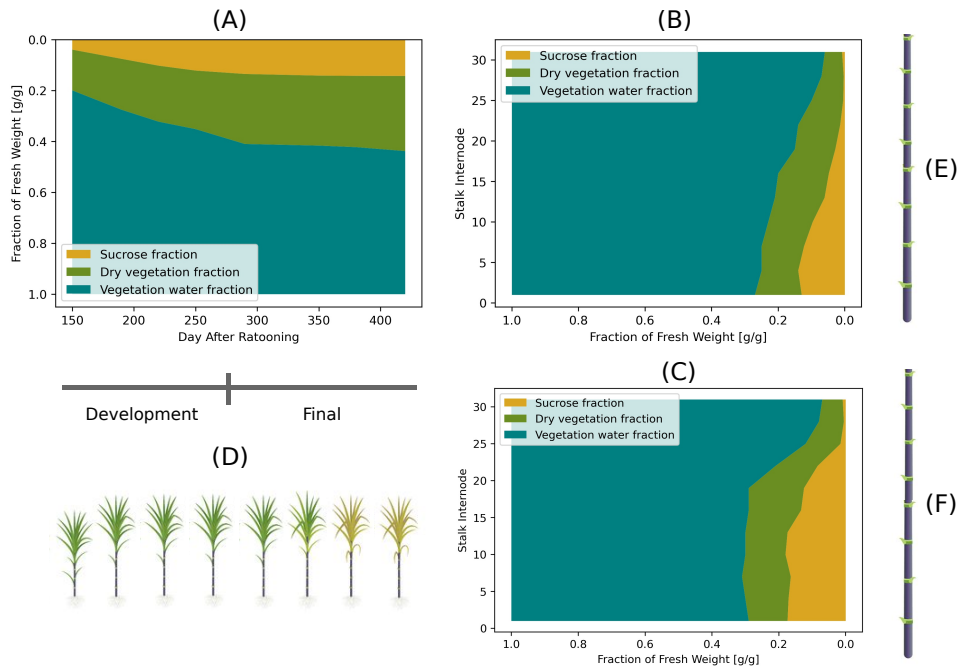 (A)
0.0
0.2
0.4
0.6
0.8
1.0
Fraction of Fresh Weight [g/g]
Sucrose fraction
Dry vegetation fraction
Vegetation water fraction
150 200 250 300 350 400
Day After Ratooning
(B)
30
25
20
15
10
5
0
Stalk Internode
Sucrose fraction
Dry vegetation fraction
Vegetation water fraction
1.0 0.8 0.6 0.4 0.2 0.0
Fraction of Fresh Weight [g/g]
(E)
Development Final
(D)
(C)
30
25
20
15
10
5
0
Stalk Internode
Sucrose fraction
Dry vegetation fraction
Vegetation water fraction
1.0 0.8 0.6 0.4 0.2 0.0
Fraction of Fresh Weight [g/g]
(F)